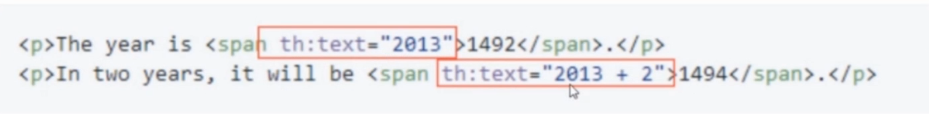 <p>The year is <span th:text="2013">1492</span>.</p>
<p>In two years, it will be <span th:text="2013 + 2">1494</span>.</p>